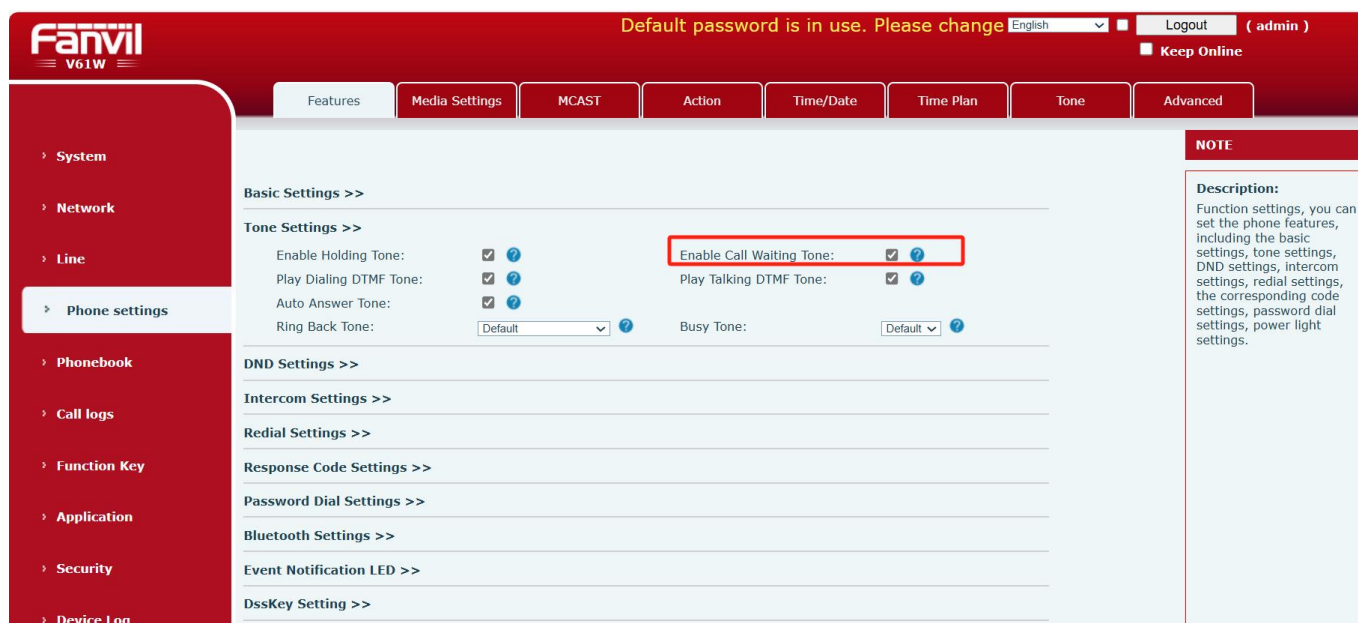 Fanvil
V61W
Default password is in use. Please change English Logout ( admin )
Keep Online
Features Media Settings MCAST Action Time/Date Time Plan Tone Advanced
› System
› Network
› Line
› Phone settings
› Phonebook
› Call logs
› Function Key
› Application
› Security
› Device Log
Basic Settings >>
Tone Settings >>
Enable Holding Tone: ? Enable Call Waiting Tone: ?
Play Dialing DTMF Tone: ? Play Talking DTMF Tone: ?
Auto Answer Tone: ?
Ring Back Tone: Default ? Busy Tone: Default ?
DND Settings >>
Intercom Settings >>
Redial Settings >>
Response Code Settings >>
Password Dial Settings >>
Bluetooth Settings >>
Event Notification LED >>
DssKey Setting >>
NOTE
Description:
Function settings, you can
set the phone features,
including the basic
settings, tone settings,
DND settings, intercom
settings, redial settings,
the corresponding code
settings, password dial
settings, power light
settings.